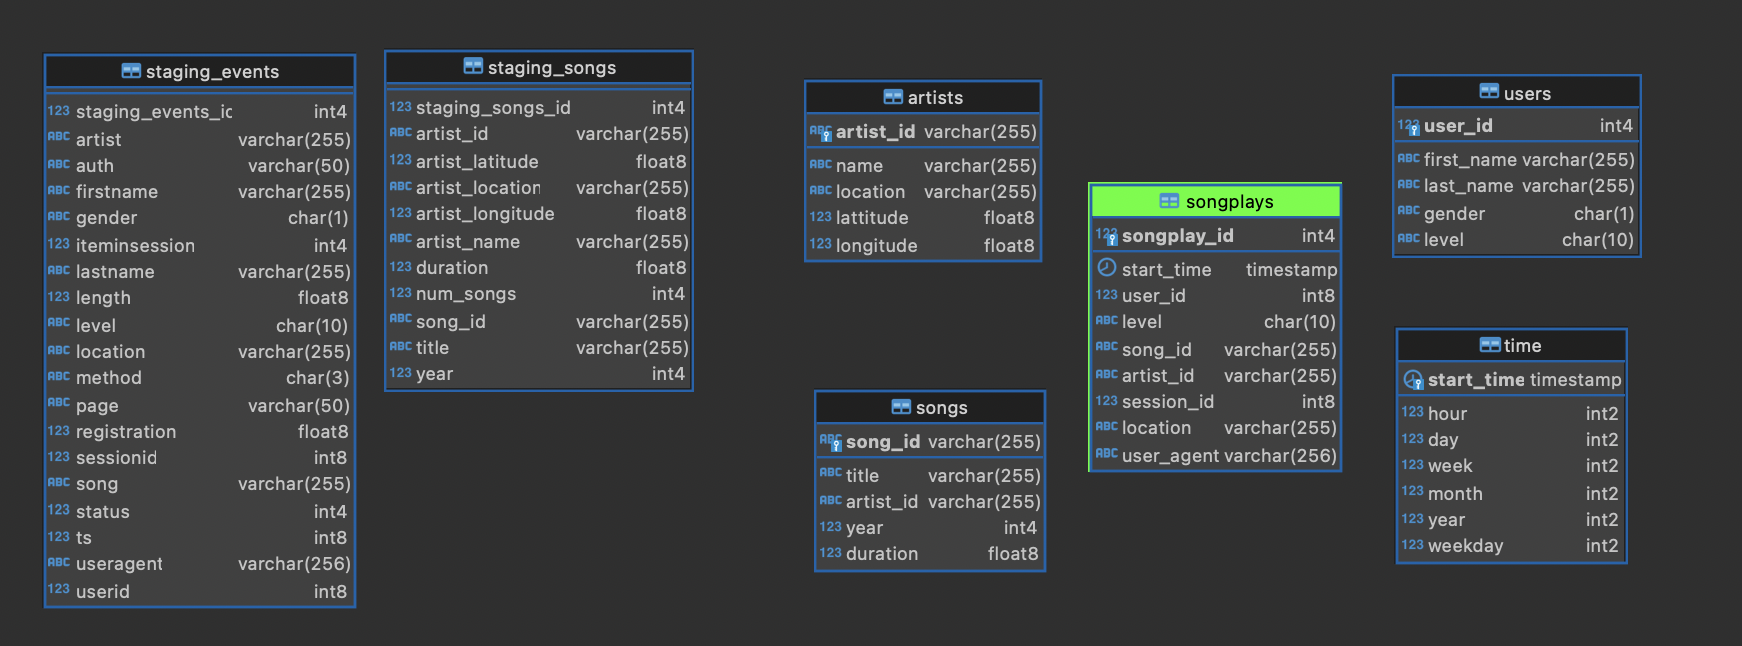 staging_events
123 staging_events_ic int4
ABC artist varchar(255)
ABC auth varchar(50)
ABC firstname varchar(255)
ABC gender char(1)
123 iteminsession int4
ABC lastname varchar(255)
123 length float8
ABC level char(10)
ABC location varchar(255)
ABC method char(3)
ABC page varchar(50)
123 registration float8
123 sessionid int8
ABC song varchar(255)
123 status int4
123 ts int8
ABC useragent varchar(256)
123 userid int8
staging_songs
123 staging_songs_id int4
ABC artist_id varchar(255)
123 artist_latitude float8
ABC artist_location varchar(255)
123 artist_longitude float8
ABC artist_name varchar(255)
123 duration float8
123 num_songs int4
ABC song_id varchar(255)
ABC title varchar(255)
123 year int4
artists
ABC artist_id varchar(255)
ABC name varchar(255)
ABC location varchar(255)
123 lattitude float8
123 longitude float8
songs
ABC song_id varchar(255)
ABC title varchar(255)
ABC artist_id varchar(255)
123 year int4
123 duration float8
songplays
123 songplay_id int4
start_time timestamp
123 user_id int8
ABC level char(10)
ABC song_id varchar(255)
ABC artist_id varchar(255)
123 session_id int8
ABC location varchar(255)
ABC user_agent varchar(256)
users
123 user_id int4
ABC first_name varchar(255)
ABC last_name varchar(255)
ABC gender char(1)
ABC level char(10)
time
start_time timestamp
123 hour int2
123 day int2
123 week int2
123 month int2
123 year int2
123 weekday int2